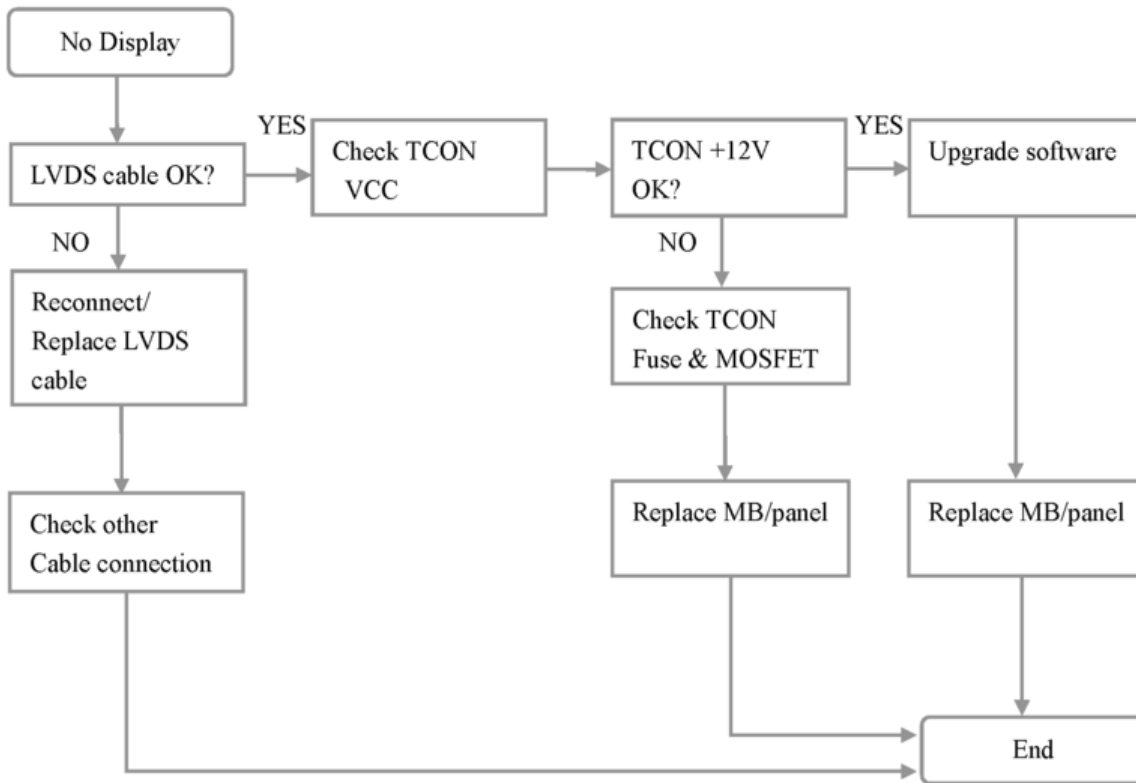 No Display
LVDS cable OK?
YES
Check TCON
VCC
TCON +12V
OK?
YES
Upgrade software
NO
Reconnect/
Replace LVDS
cable
NO
Check TCON
Fuse & MOSFET
Check other
Cable connection
Replace MB/panel
Replace MB/panel
End